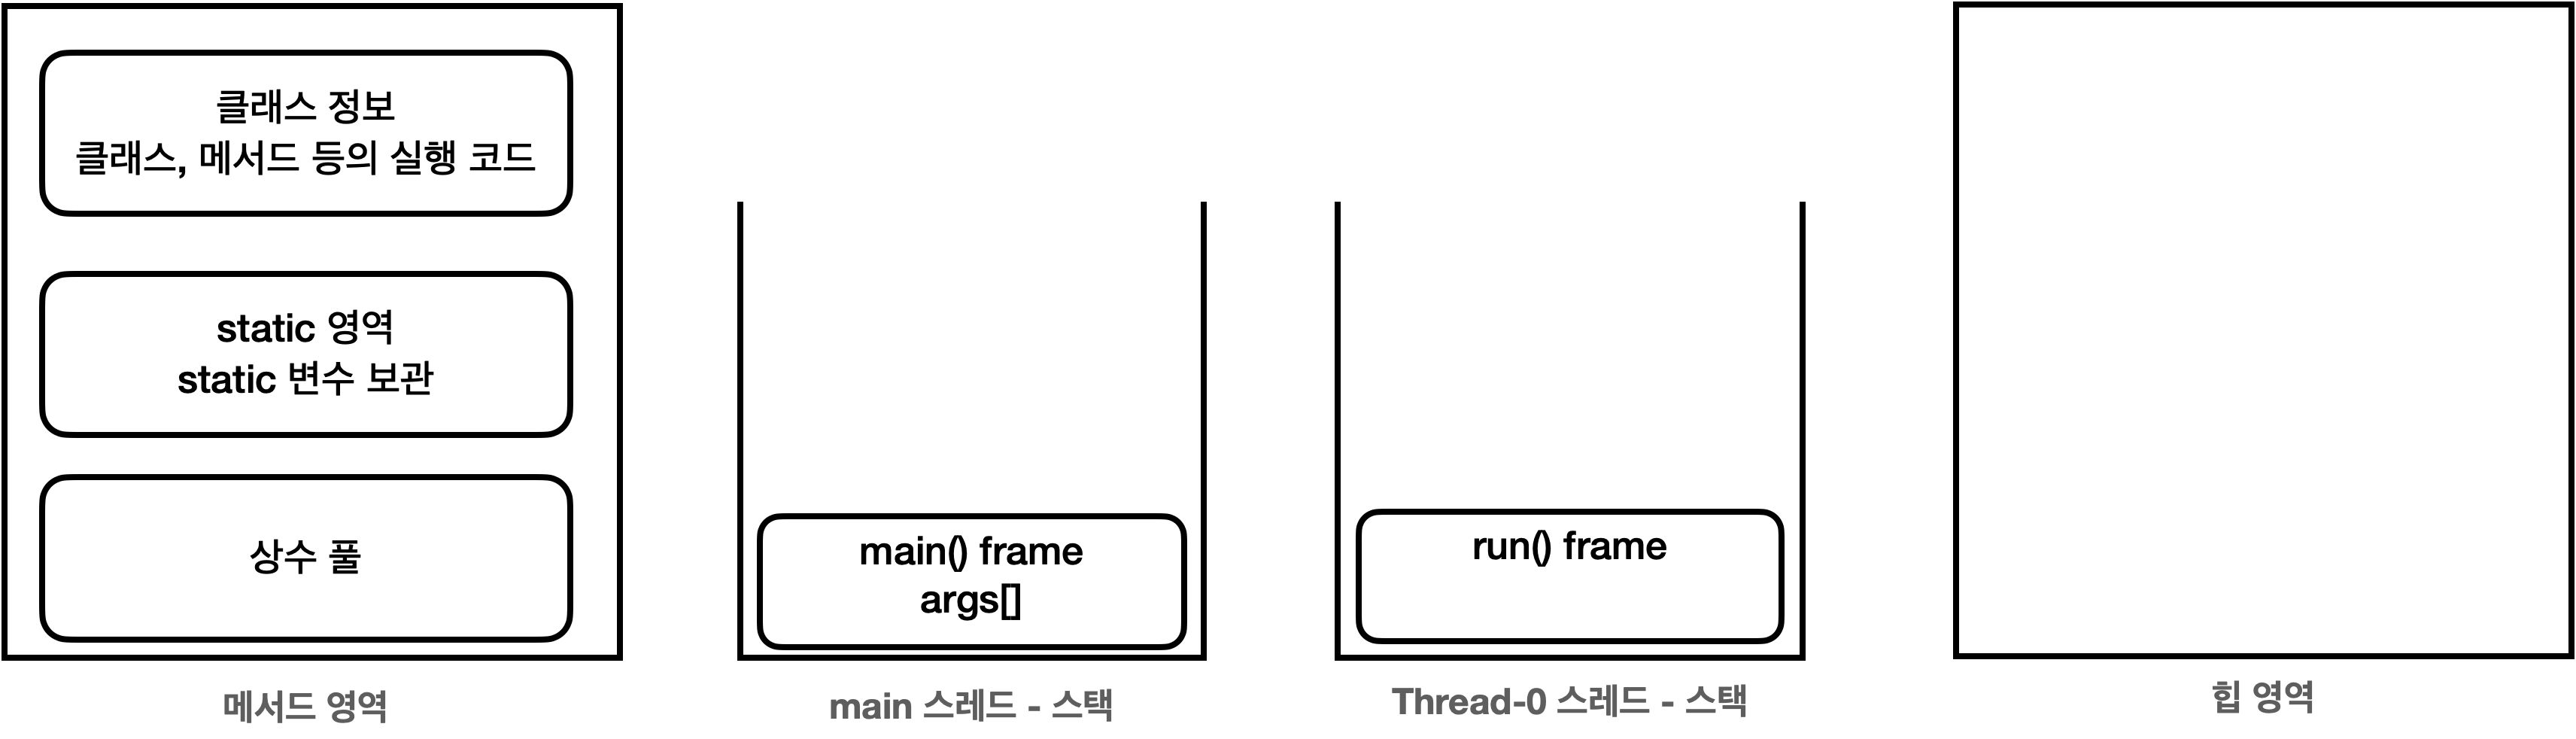 클래스 정보
클래스, 메서드 등의 실행 코드
static 영역
static 변수 보관
상수 풀
메서드 영역
main() frame
args[]
main 스레드 - 스택
run() frame
Thread-0 스레드 - 스택
힙 영역